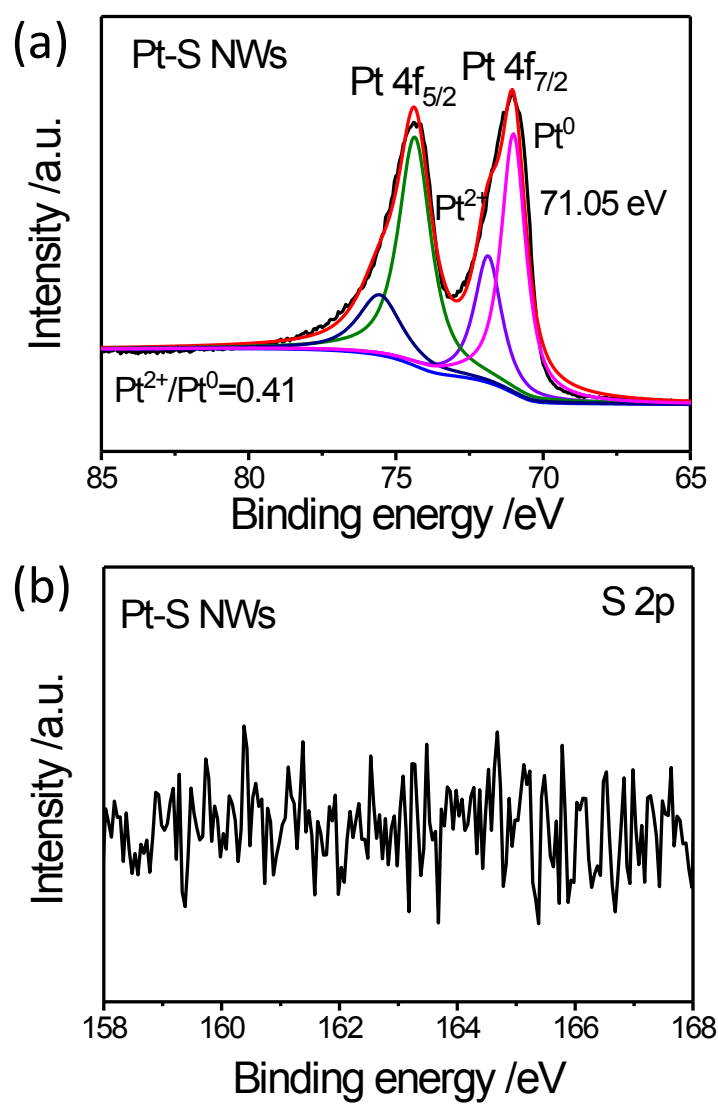 (a)
Pt-S NWs
Pt 4f5/2
Pt 4f7/2
Pt0
Pt2+
71.05 eV
Pt2+/Pt0=0.41
Intensity /a.u.
85 80 75 70 65
Binding energy /eV
(b)
Pt-S NWs
S 2p
Intensity /a.u.
158 160 162 164 166 168
Binding energy /eV